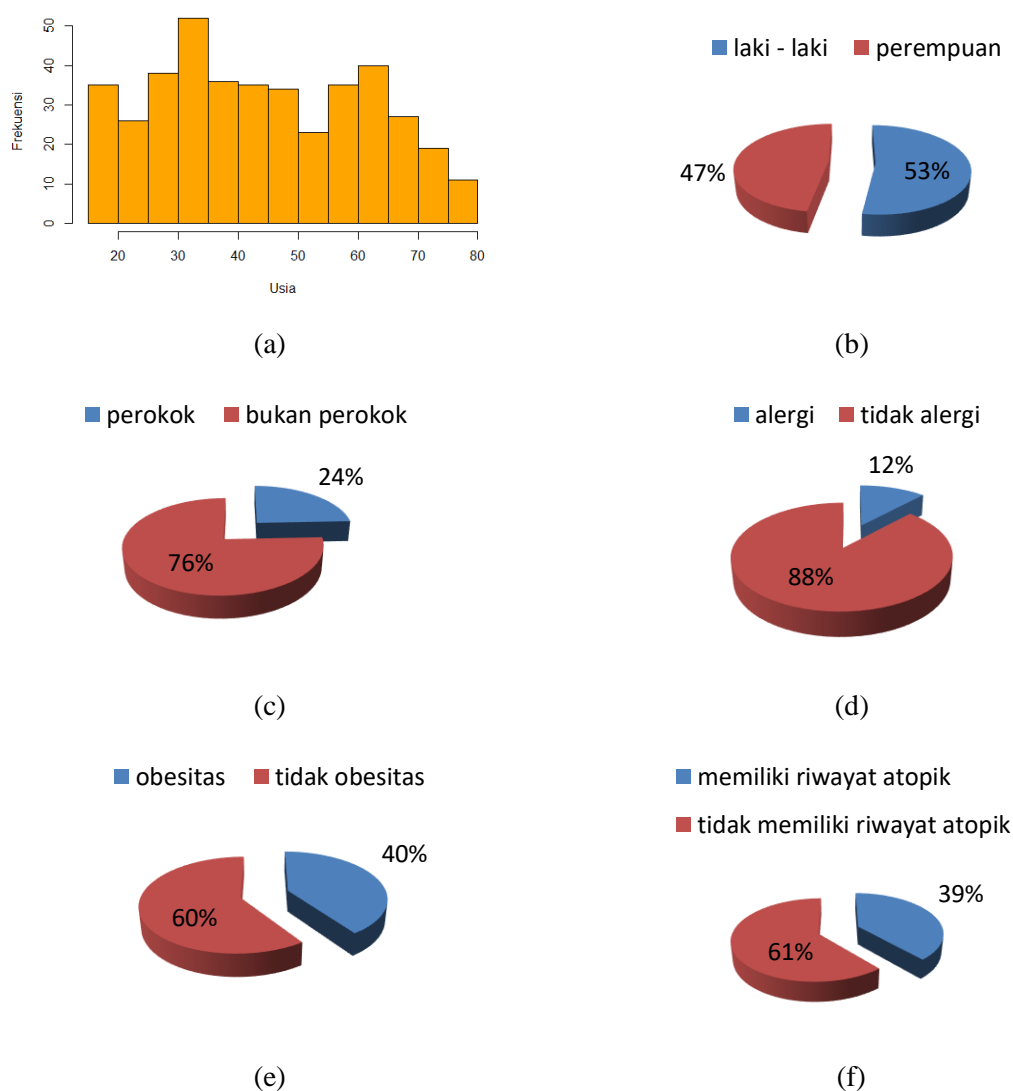 50
40
30
20
10
0
Frekuensi
20 30 40 50 60 70 80
Usia
(a)
laki - laki perempuan
47%
53%
(b)
perokok bukan perokok
24%
76%
(c)
alergi tidak alergi
12%
88%
(d)
obesitas tidak obesitas
40%
60%
(e)
memiliki riwayat atopik
tidak memiliki riwayat atopik
39%
61%
(f)